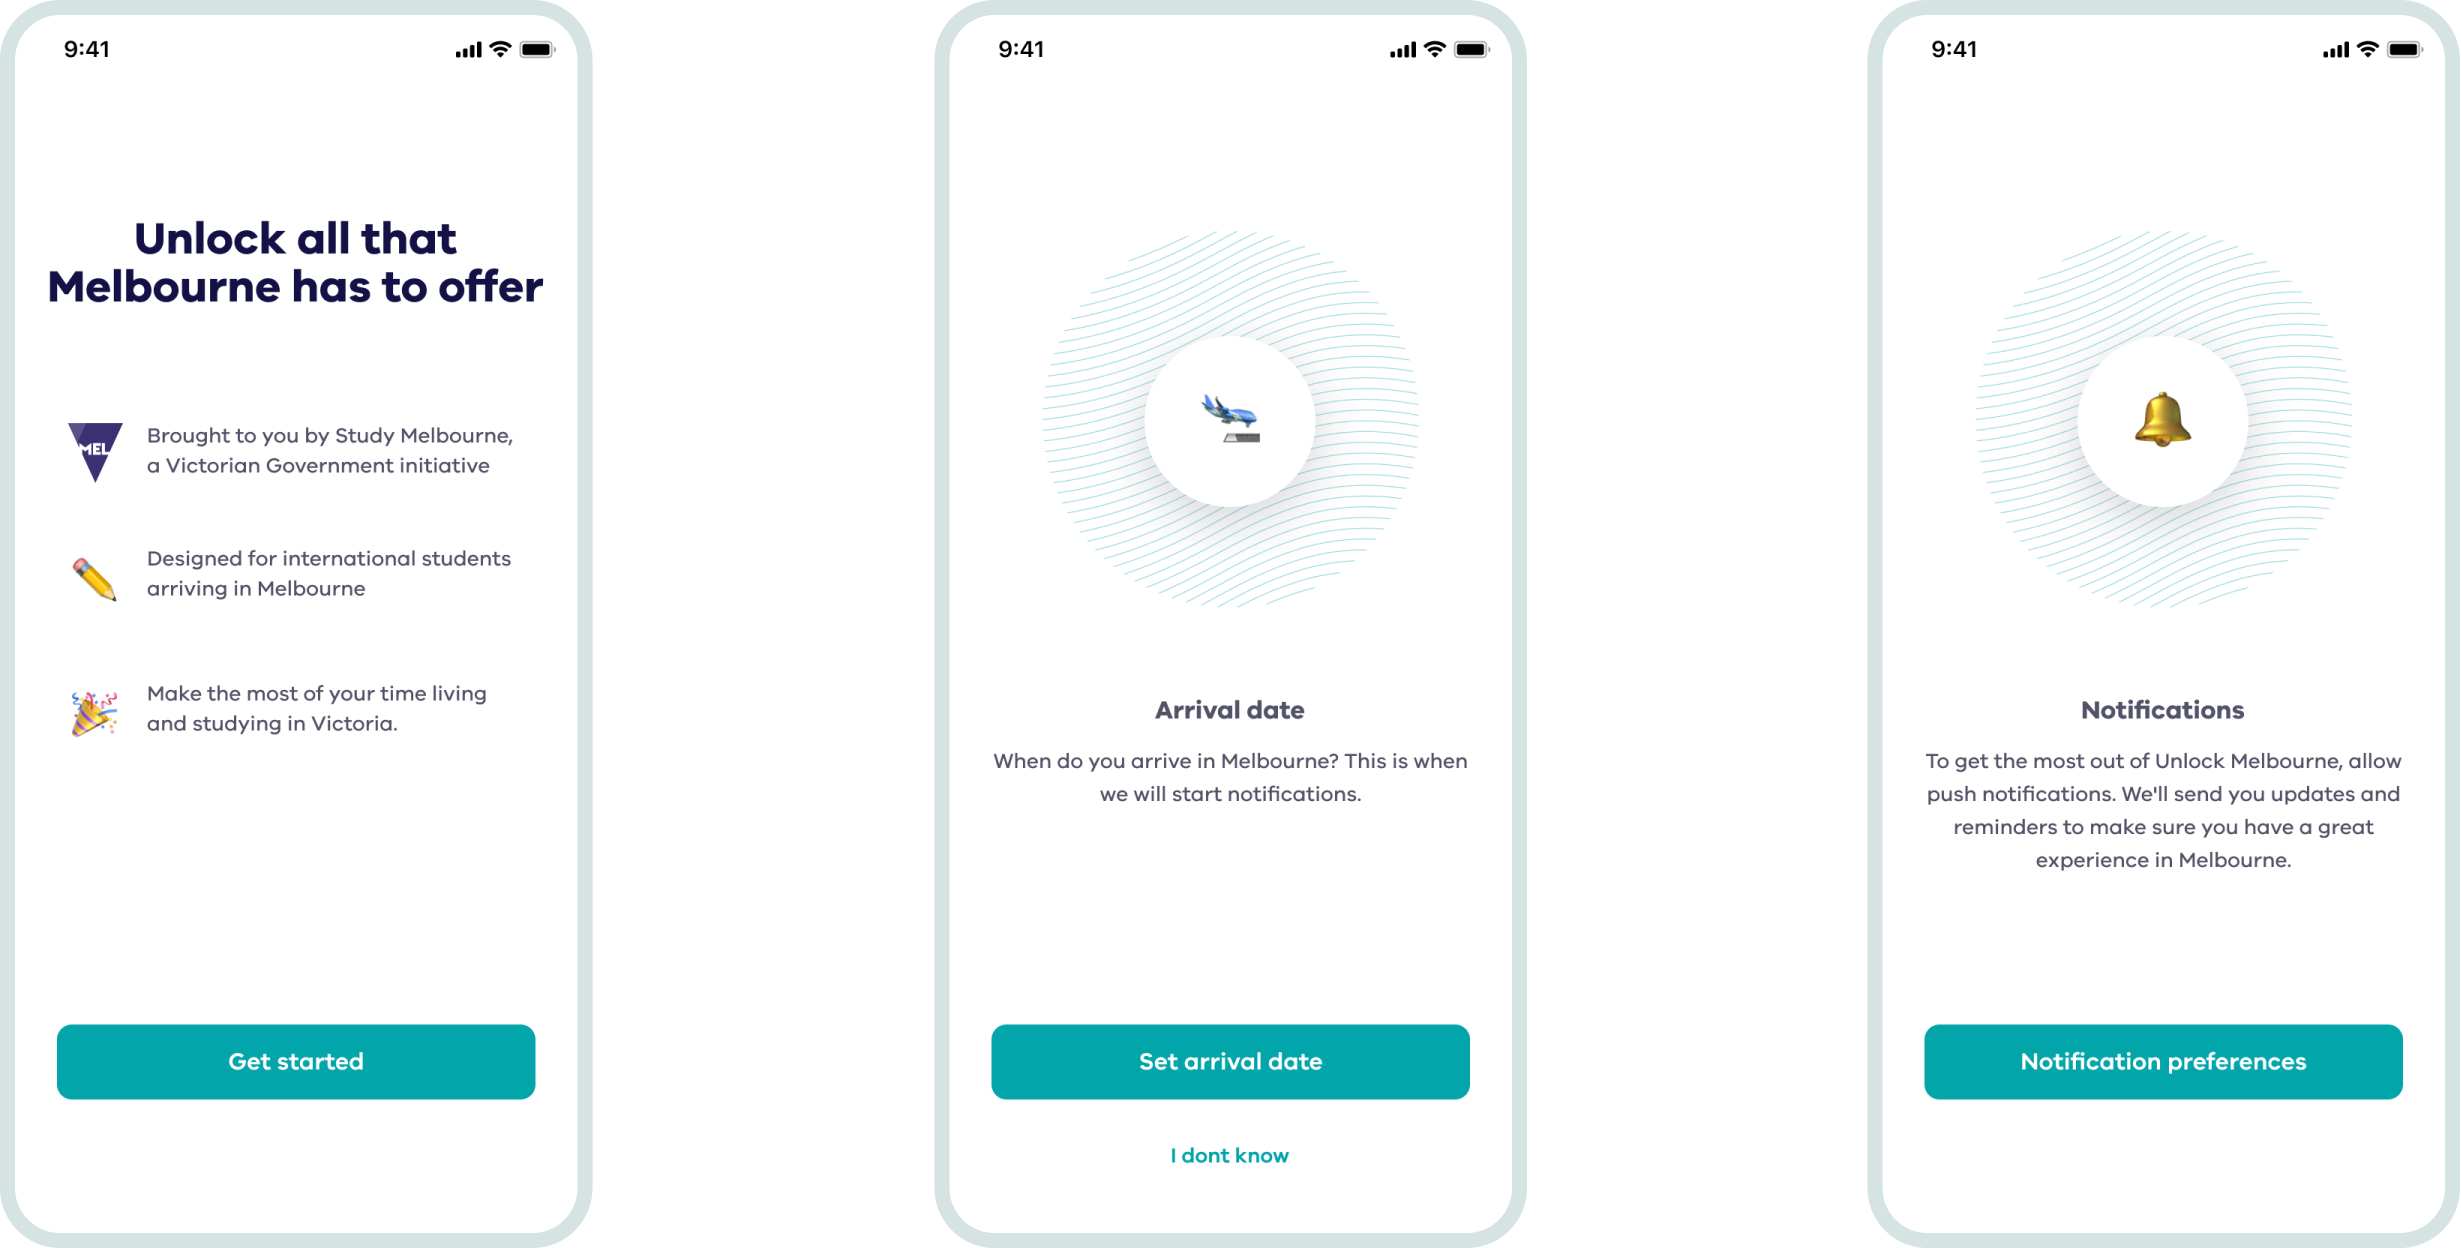 9:41
Unlock all that
Melbourne has to offer
MEL
Brought to you by Study Melbourne,
a Victorian Government initiative
Designed for international students
arriving in Melbourne
Make the most of your time living
and studying in Victoria.
Get started
9:41
Arrival date
When do you arrive in Melbourne? This is when
we will start notifications.
Set arrival date
I dont know
9:41
Notifications
To get the most out of Unlock Melbourne, allow
push notifications. We'll send you updates and
reminders to make sure you have a great
experience in Melbourne.
Notification preferences